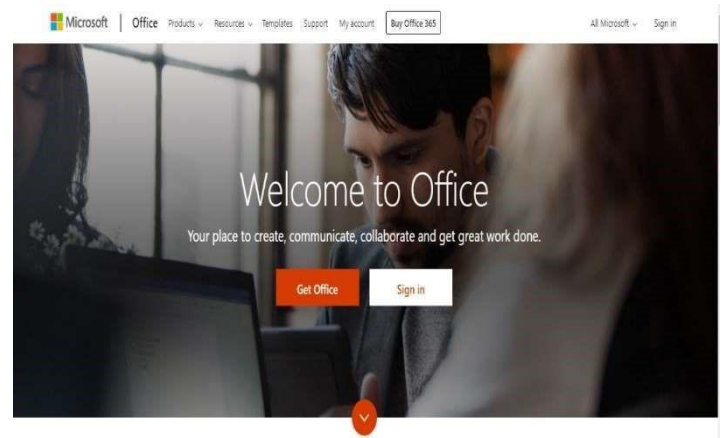 Microsoft | Office Products Resources Templates Support My account Buy Office 365 All Microsoft Sign in
Welcome to Office
Your place to create, communicate, collaborate and get great work done.
Get Office Sign in